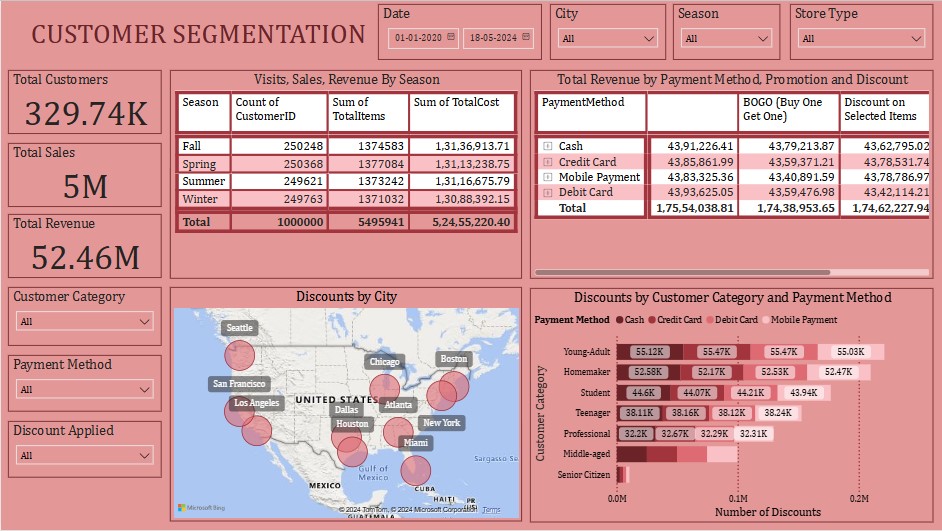 CUSTOMER SEGMENTATION
Date
01-01-2020
18-05-2024
City
All
Season
All
Store Type
All
Total Customers
329.74K
Total Sales
5M
Total Revenue
52.46M
Customer Category
All
Payment Method
All
Discount Applied
All
Visits, Sales, Revenue By Season
Season Count of CustomerID Sum of TotalItems Sum of TotalCost
Fall 250248 1374583 1,31,36,913.71
Spring 250368 1377084 1,31,13,238.75
Summer 249621 1373242 1,31,16,675.79
Winter 249763 1371032 1,30,88,392.15
Total 1000000 5495941 5,24,55,220.40
Total Revenue by Payment Method, Promotion and Discount
PaymentMethod BOGO (Buy One Get One) Discount on Selected Items
Cash 43,91,226.41 43,79,213.87 43,62,795.02
Credit Card 43,85,861.99 43,59,371.21 43,78,531.74
Mobile Payment 43,83,325.36 43,40,891.59 43,78,786.97
Debit Card 43,93,625.05 43,59,476.98 43,42,114.21
Total 1,75,54,038.81 1,74,38,953.65 1,74,62,227.94
Discounts by City
Seattle
Chicago
Boston
San Francisco
UNITED STATES
Los Angeles
Dallas
Atlanta
Houston
New York
Miami
Gulf of
Mexico
Sargasso Se
MEXICO
CUBA
HAITI
PR
(US)
GUATEMALA
Microsoft Bing
© 2024 TomTom, © 2024 Microsoft Corporation Terms
Discounts by Customer Category and Payment Method
Payment Method Cash Credit Card Debit Card Mobile Payment
Customer Category
Young-Adult 55.12K 55.47K 55.47K 55.03K
Homemaker 52.58K 52.17K 52.53K 52.47K
Student 44.6K 44.07K 44.21K 43.94K
Teenager 38.11K 38.16K 38.12K 38.24K
Professional 32.2K 32.67K 32.29K 32.31K
Middle-aged
Senior Citizen
0.0M 0.1M 0.2M
Number of Discounts